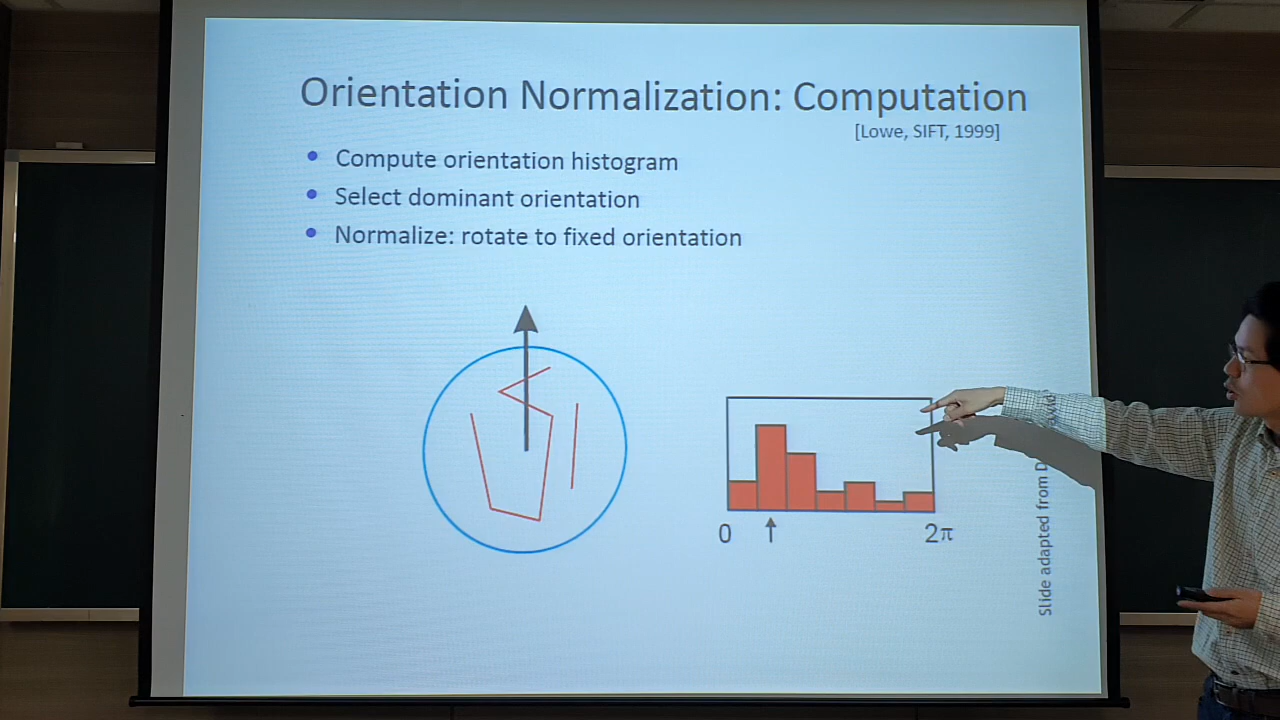 Orientation Normalization: Computation
[Lowe, SIFT, 1999]
• Compute orientation histogram
• Select dominant orientation
• Normalize: rotate to fixed orientation
0
2π
Slide adapted from